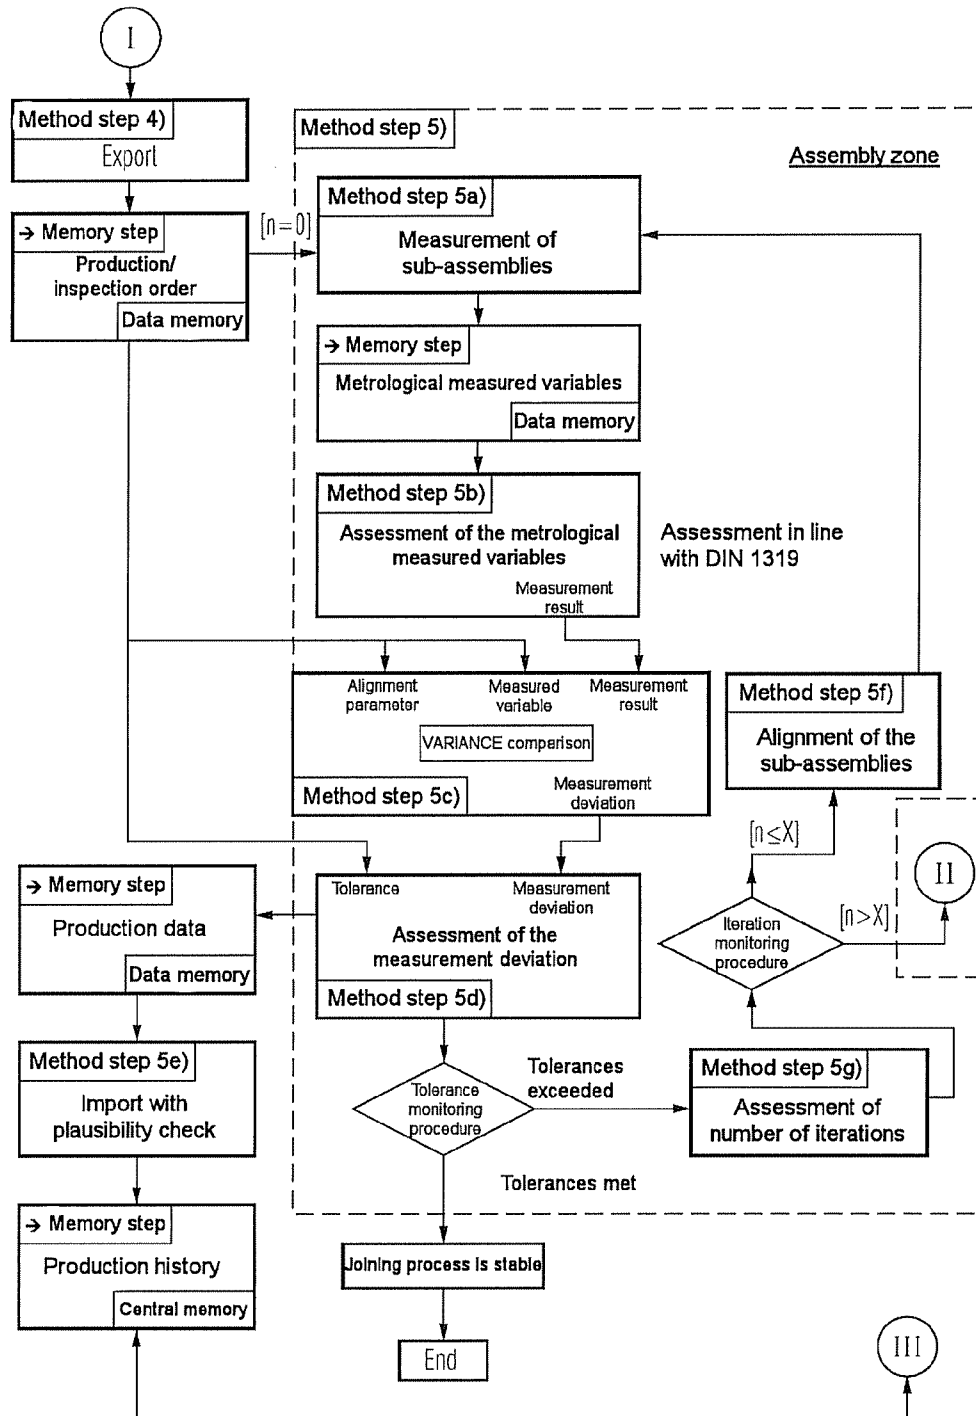 I
Method step 4)
Export
→ Memory step
Production/
inspection order
Data memory
[n=0]
Method step 5)
Assembly zone
Method step 5a)
Measurement of
sub-assemblies
→ Memory step
Metrological measured variables
Data memory
Method step 5b)
Assessment of the metrological
measured variables
Measurement
result
Assessment in line
with DIN 1319
Alignment
parameter
Measured
variable
Measurement
result
VARIANCE comparison
Method step 5c)
Measurement
deviation
Method step 5f)
Alignment of the
sub-assemblies
[n≤X]
[n>X]
II
Iteration
monitoring
procedure
Tolerance
Measurement
deviation
Assessment of the
measurement deviation
Method step 5d)
→ Memory step
Production data
Data memory
Method step 5e)
Import with
plausibility check
Tolerance
monitoring
procedure
Tolerances
exceeded
Method step 5g)
Assessment of
number of iterations
Tolerances met
→ Memory step
Production history
Central memory
Joining process is stable
End
III